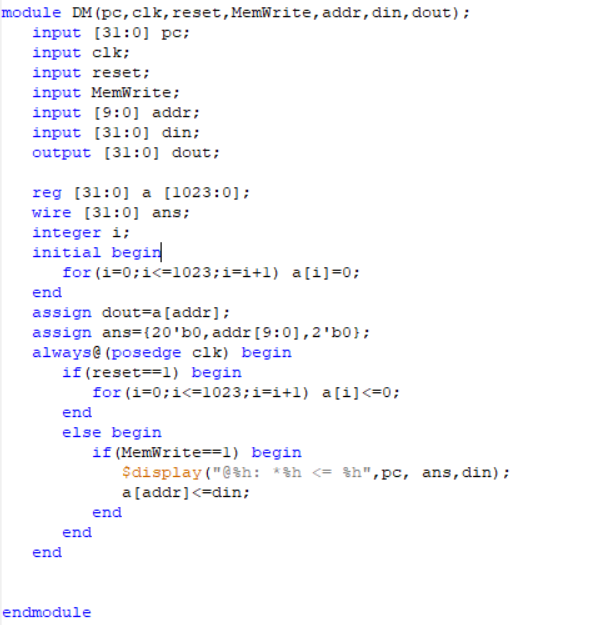 module DM(pc,clk,reset,MemWrite,addr,din,dout);
input [31:0] pc;
input clk;
input reset;
input MemWrite;
input [9:0] addr;
input [31:0] din;
output [31:0] dout;
reg [31:0] a [1023:0];
wire [31:0] ans;
integer i;
initial begin
for(i=0;i<=1023;i=i+1) a[i]=0;
end
assign dout=a[addr];
assign ans={20'b0,addr[9:0],2'b0};
always@(posedge clk) begin
if(reset==1) begin
for(i=0;i<=1023;i=i+1) a[i]<=0;
end
else begin
if(MemWrite==1) begin
$display("@%h: *%h <= %h",pc, ans,din);
a[addr]<=din;
end
end
end
endmodule